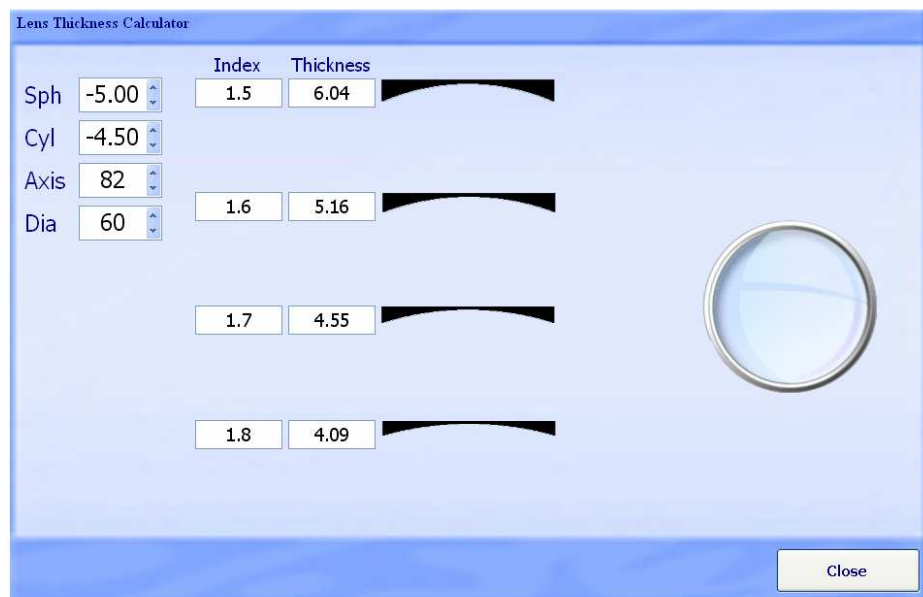 Lens Thickness Calculator
Index Thickness
Sph -5.00 1.5 6.04
Cyl -4.50
Axis 82
1.6 5.16
Dia 60
1.7 4.55
1.8 4.09
Close